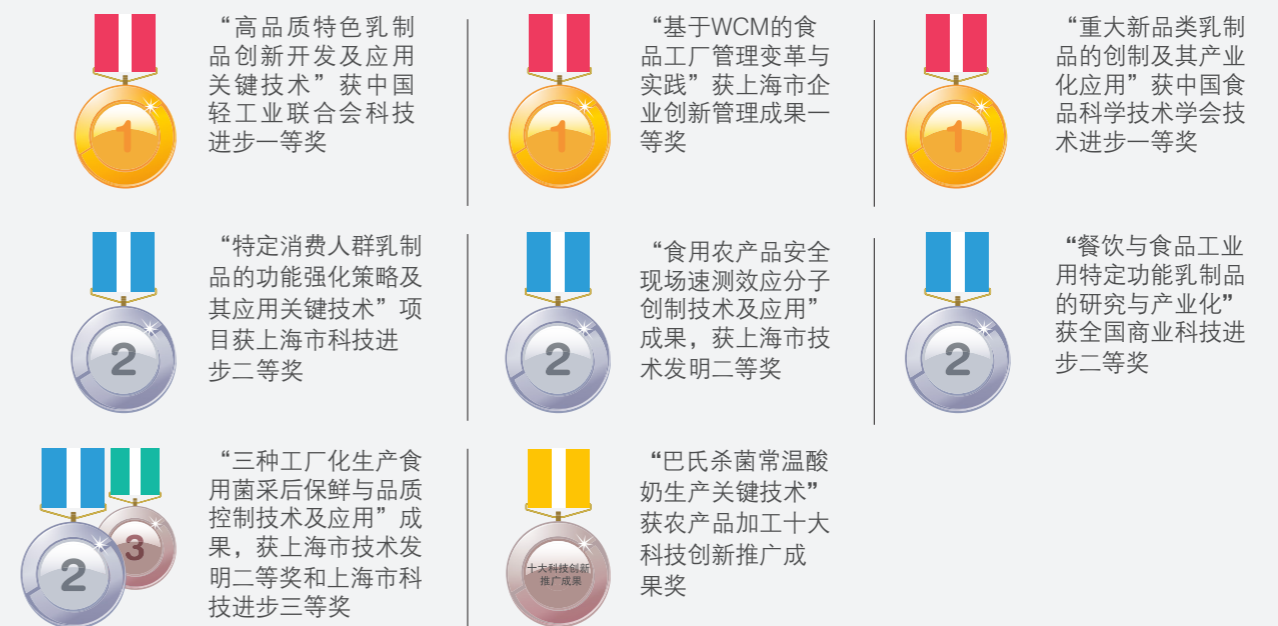 1
“高品质特色乳制
品创新开发及应用
关键技术”获中国
轻工业联合会科技
进步一等奖
1
“基于WCM的食
品工厂管理变革与
实践”获上海市企
业创新管理成果一
等奖
1
“重大新品类乳制
品的创制及其产业
化应用”获中国食
品科学技术学会技
术进步一等奖
2
“特定消费人群乳制
品的功能强化策略及
其应用关键技术”项
目获上海市科技进
步二等奖
2
“食用农产品安全
现场速测效应分子
创制技术及应用”
成果，获上海市技
术发明二等奖
2
“餐饮与食品工业
用特定功能乳制品
的研究与产业化”
获全国商业科技进
步二等奖
2
3
“三种工厂化生产食
用菌采后保鲜与品质
控制技术及应用”成
果，获上海市技术发
明二等奖和上海市科
技进步三等奖
十大科技创新
推广成果
“巴氏杀菌常温酸
奶生产关键技术”
获农产品加工十大
科技创新推广成
果奖